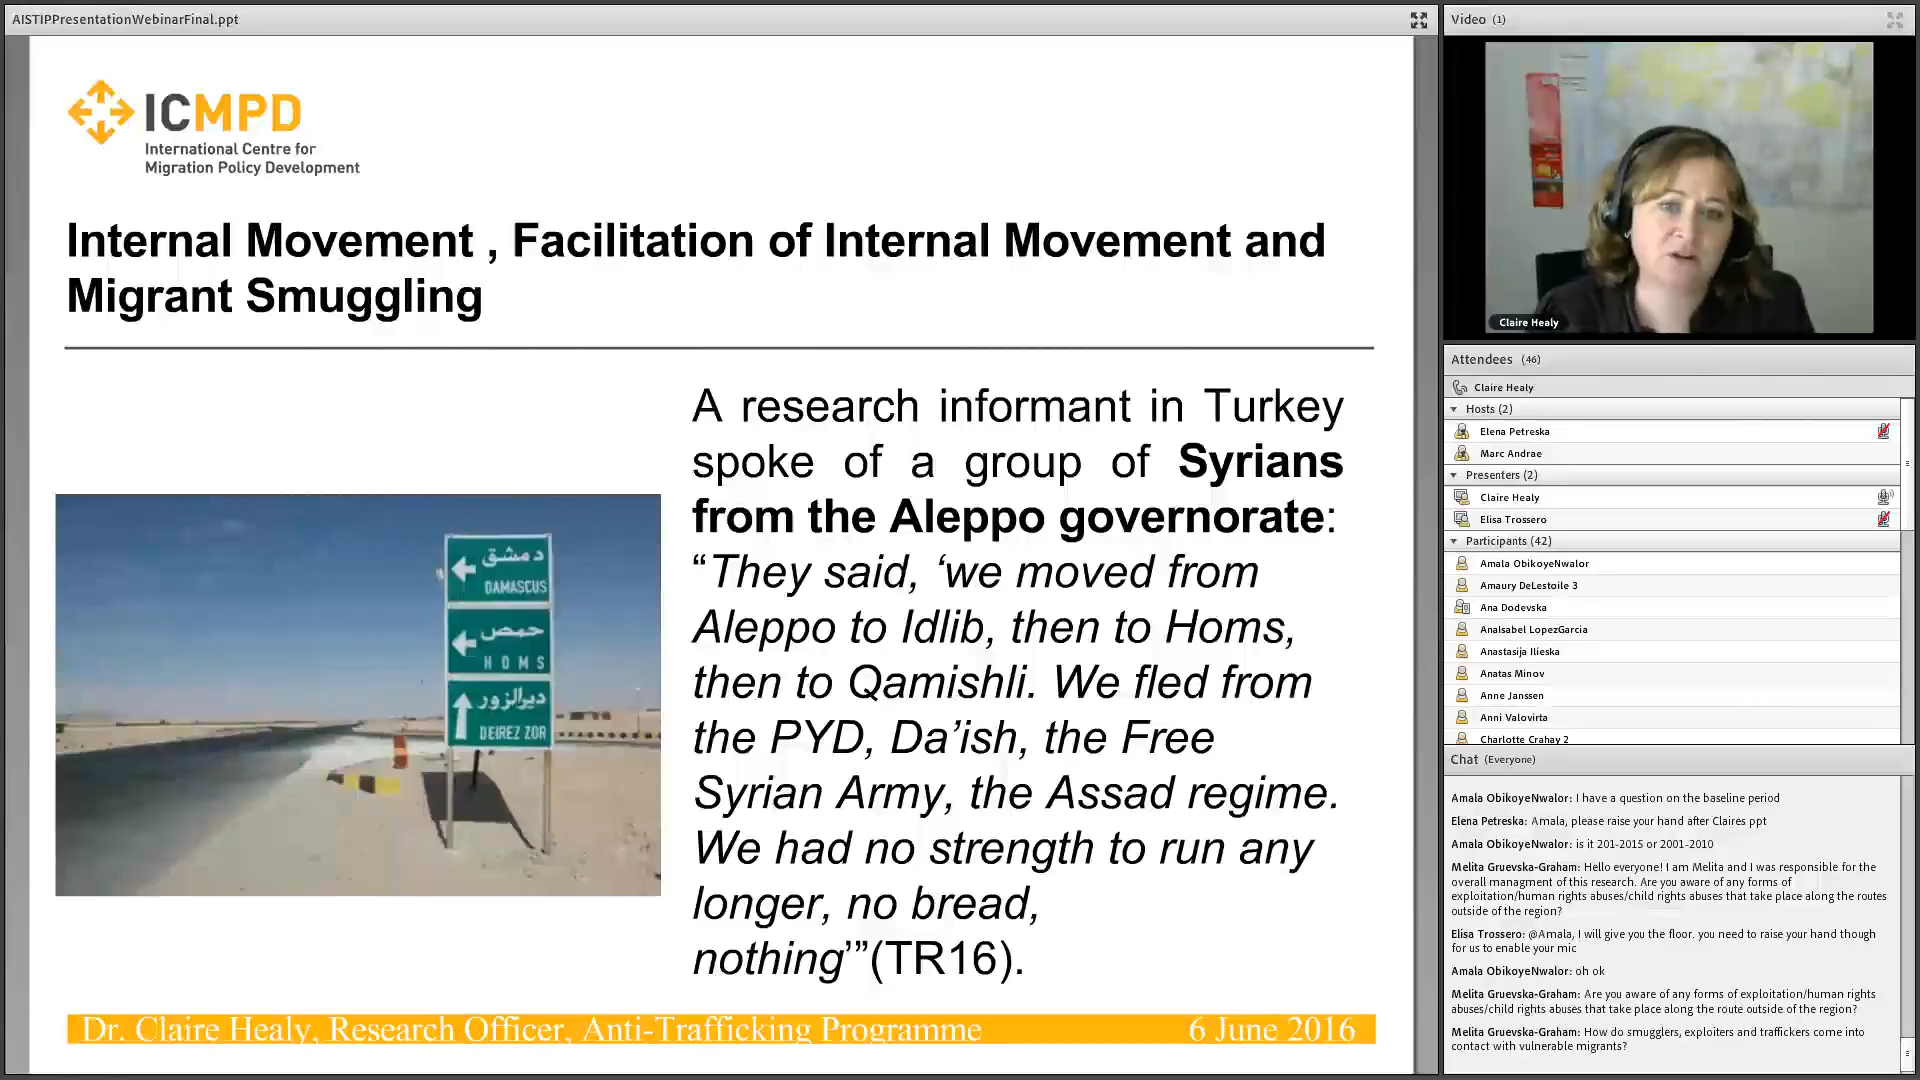 AISTIPPresentationWebinarFinal.ppt
ICMPD
International Centre for
Migration Policy Development
Internal Movement , Facilitation of Internal Movement and
Migrant Smuggling
دمشق
DAMASCUS
حمص
HOMS
ديرالزور
DEIREZ ZOR
A research informant in Turkey
spoke of a group of Syrians
from the Aleppo governorate:
“They said, ‘we moved from
Aleppo to Idlib, then to Homs,
then to Qamishli. We fled from
the PYD, Da’ish, the Free
Syrian Army, the Assad regime.
We had no strength to run any
longer, no bread,
nothing’”(TR16).
Dr. Claire Healy, Research Officer, Anti-Trafficking Programme 6 June 2016
Video (1)
Claire Healy
Attendees (46)
Claire Healy
Hosts (2)
Elena Petreska
Marc Andrae
Presenters (2)
Claire Healy
Elisa Trossero
Participants (42)
Amala ObikoyeNwalor
Amaury DeLestoile 3
Ana Dodevska
AnaIsabel LopezGarcia
Anastasija Ilieska
Anatas Minov
Anne Janssen
Anni Valovirta
Charlotte Crahay 2
Chat (Everyone)
Amala ObikoyeNwalor: I have a question on the baseline period
Elena Petreska: Amala, please raise your hand after Claires ppt
Amala ObikoyeNwalor: is it 201-2015 or 2001-2010
Melita Gruevska-Graham: Hello everyone! I am Melita and I was responsible for the
overall managment of this research. Are you aware of any forms of
exploitation/human rights abuses/child rights abuses that take place along the routes
outside of the region?
Elisa Trossero: @Amala, I will give you the floor. you need to raise your hand though
for us to enable your mic
Amala ObikoyeNwalor: oh ok
Melita Gruevska-Graham: Are you aware of any forms of exploitation/human rights
abuses/child rights abuses that take place along the route outside of the region?
Melita Gruevska-Graham: How do smugglers, exploiters and traffickers come into
contact with vulnerable migrants?